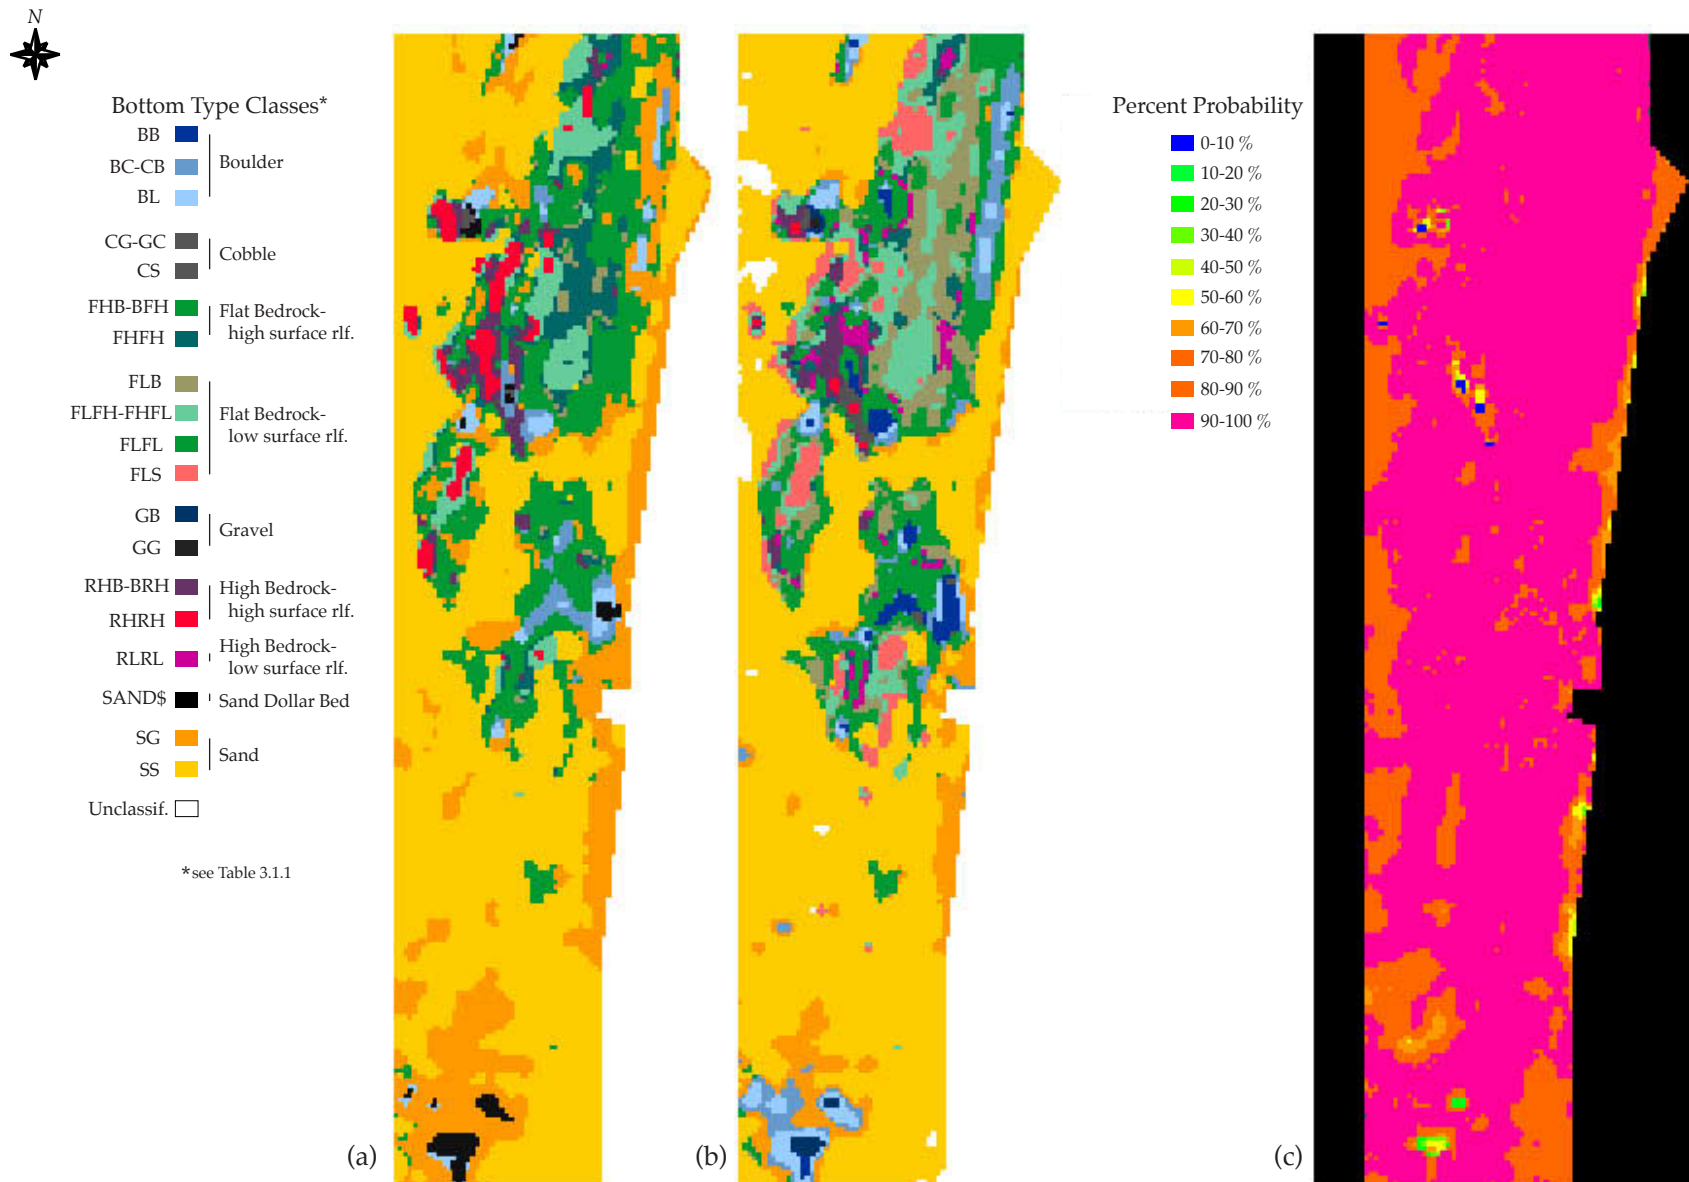 N
Bottom Type Classes*
BB
BC-CB
BL
Boulder
CG-GC
CS
Cobble
FHB-BFH
FHFH
Flat Bedrock-
high surface rlf.
FLB
FLFH-FHFL
FLFL
FLS
Flat Bedrock-
low surface rlf.
GB
GG
Gravel
RHB-BRH
RHRH
High Bedrock-
high surface rlf.
RLRL
High Bedrock-
low surface rlf.
SAND$
Sand Dollar Bed
SG
SS
Sand
Unclassif.
*see Table 3.1.1
(a)
(b)
Percent Probability
0-10 %
10-20 %
20-30 %
30-40 %
40-50 %
50-60 %
60-70 %
70-80 %
80-90 %
90-100 %
(c)